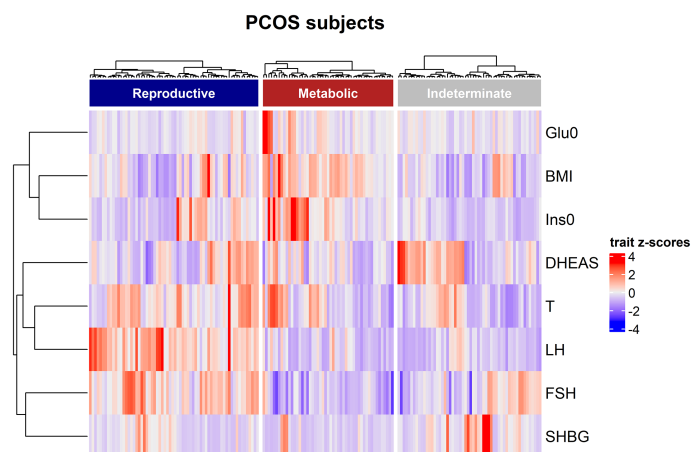 PCOS subjects
Reproductive Metabolic Indeterminate
Glu0
BMI
Ins0
DHEAS
T
LH
FSH
SHBG
trait z-scores
4
2
0
-2
-4